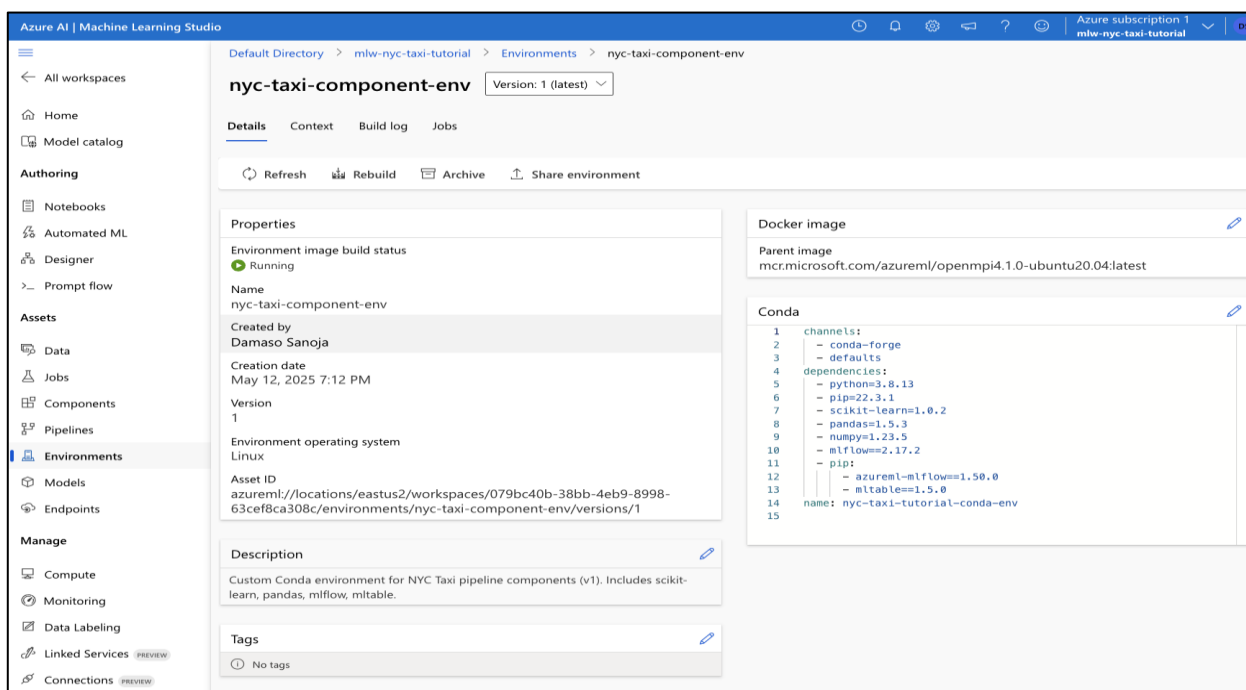 Azure AI | Machine Learning Studio
Azure subscription 1
mlw-nyc-taxi-tutorial
All workspaces
Home
Model catalog
Authoring
Notebooks
Automated ML
Designer
Prompt flow
Assets
Data
Jobs
Components
Pipelines
Environments
Models
Endpoints
Manage
Compute
Monitoring
Data Labeling
Linked Services PREVIEW
Connections PREVIEW
Default Directory > mlw-nyc-taxi-tutorial > Environments > nyc-taxi-component-env
nyc-taxi-component-env Version: 1 (latest)
Details Context Build log Jobs
Refresh Rebuild Archive Share environment
Properties
Environment image build status
Running
Name
nyc-taxi-component-env
Created by
Damaso Sanoja
Creation date
May 12, 2025 7:12 PM
Version
1
Environment operating system
Linux
Asset ID
azureml://locations/eastus2/workspaces/079bc40b-38bb-4eb9-8998-
63cef8ca308c/environments/nyc-taxi-component-env/versions/1
Description
Custom Conda environment for NYC Taxi pipeline components (v1). Includes scikit-
learn, pandas, mlflow, mltable.
Tags
No tags
Docker image
Parent image
mcr.microsoft.com/azureml/openmpi4.1.0-ubuntu20.04:latest
Conda
1 channels:
2 - conda-forge
3 - defaults
4 dependencies:
5 - python=3.8.13
6 - pip=22.3.1
7 - scikit-learn=1.0.2
8 - pandas=1.5.3
9 - numpy=1.23.5
10 - mlflow==2.17.2
11 - pip:
12 - azureml-mlflow==1.50.0
13 - mltable==1.5.0
14 name: nyc-taxi-tutorial-conda-env
15